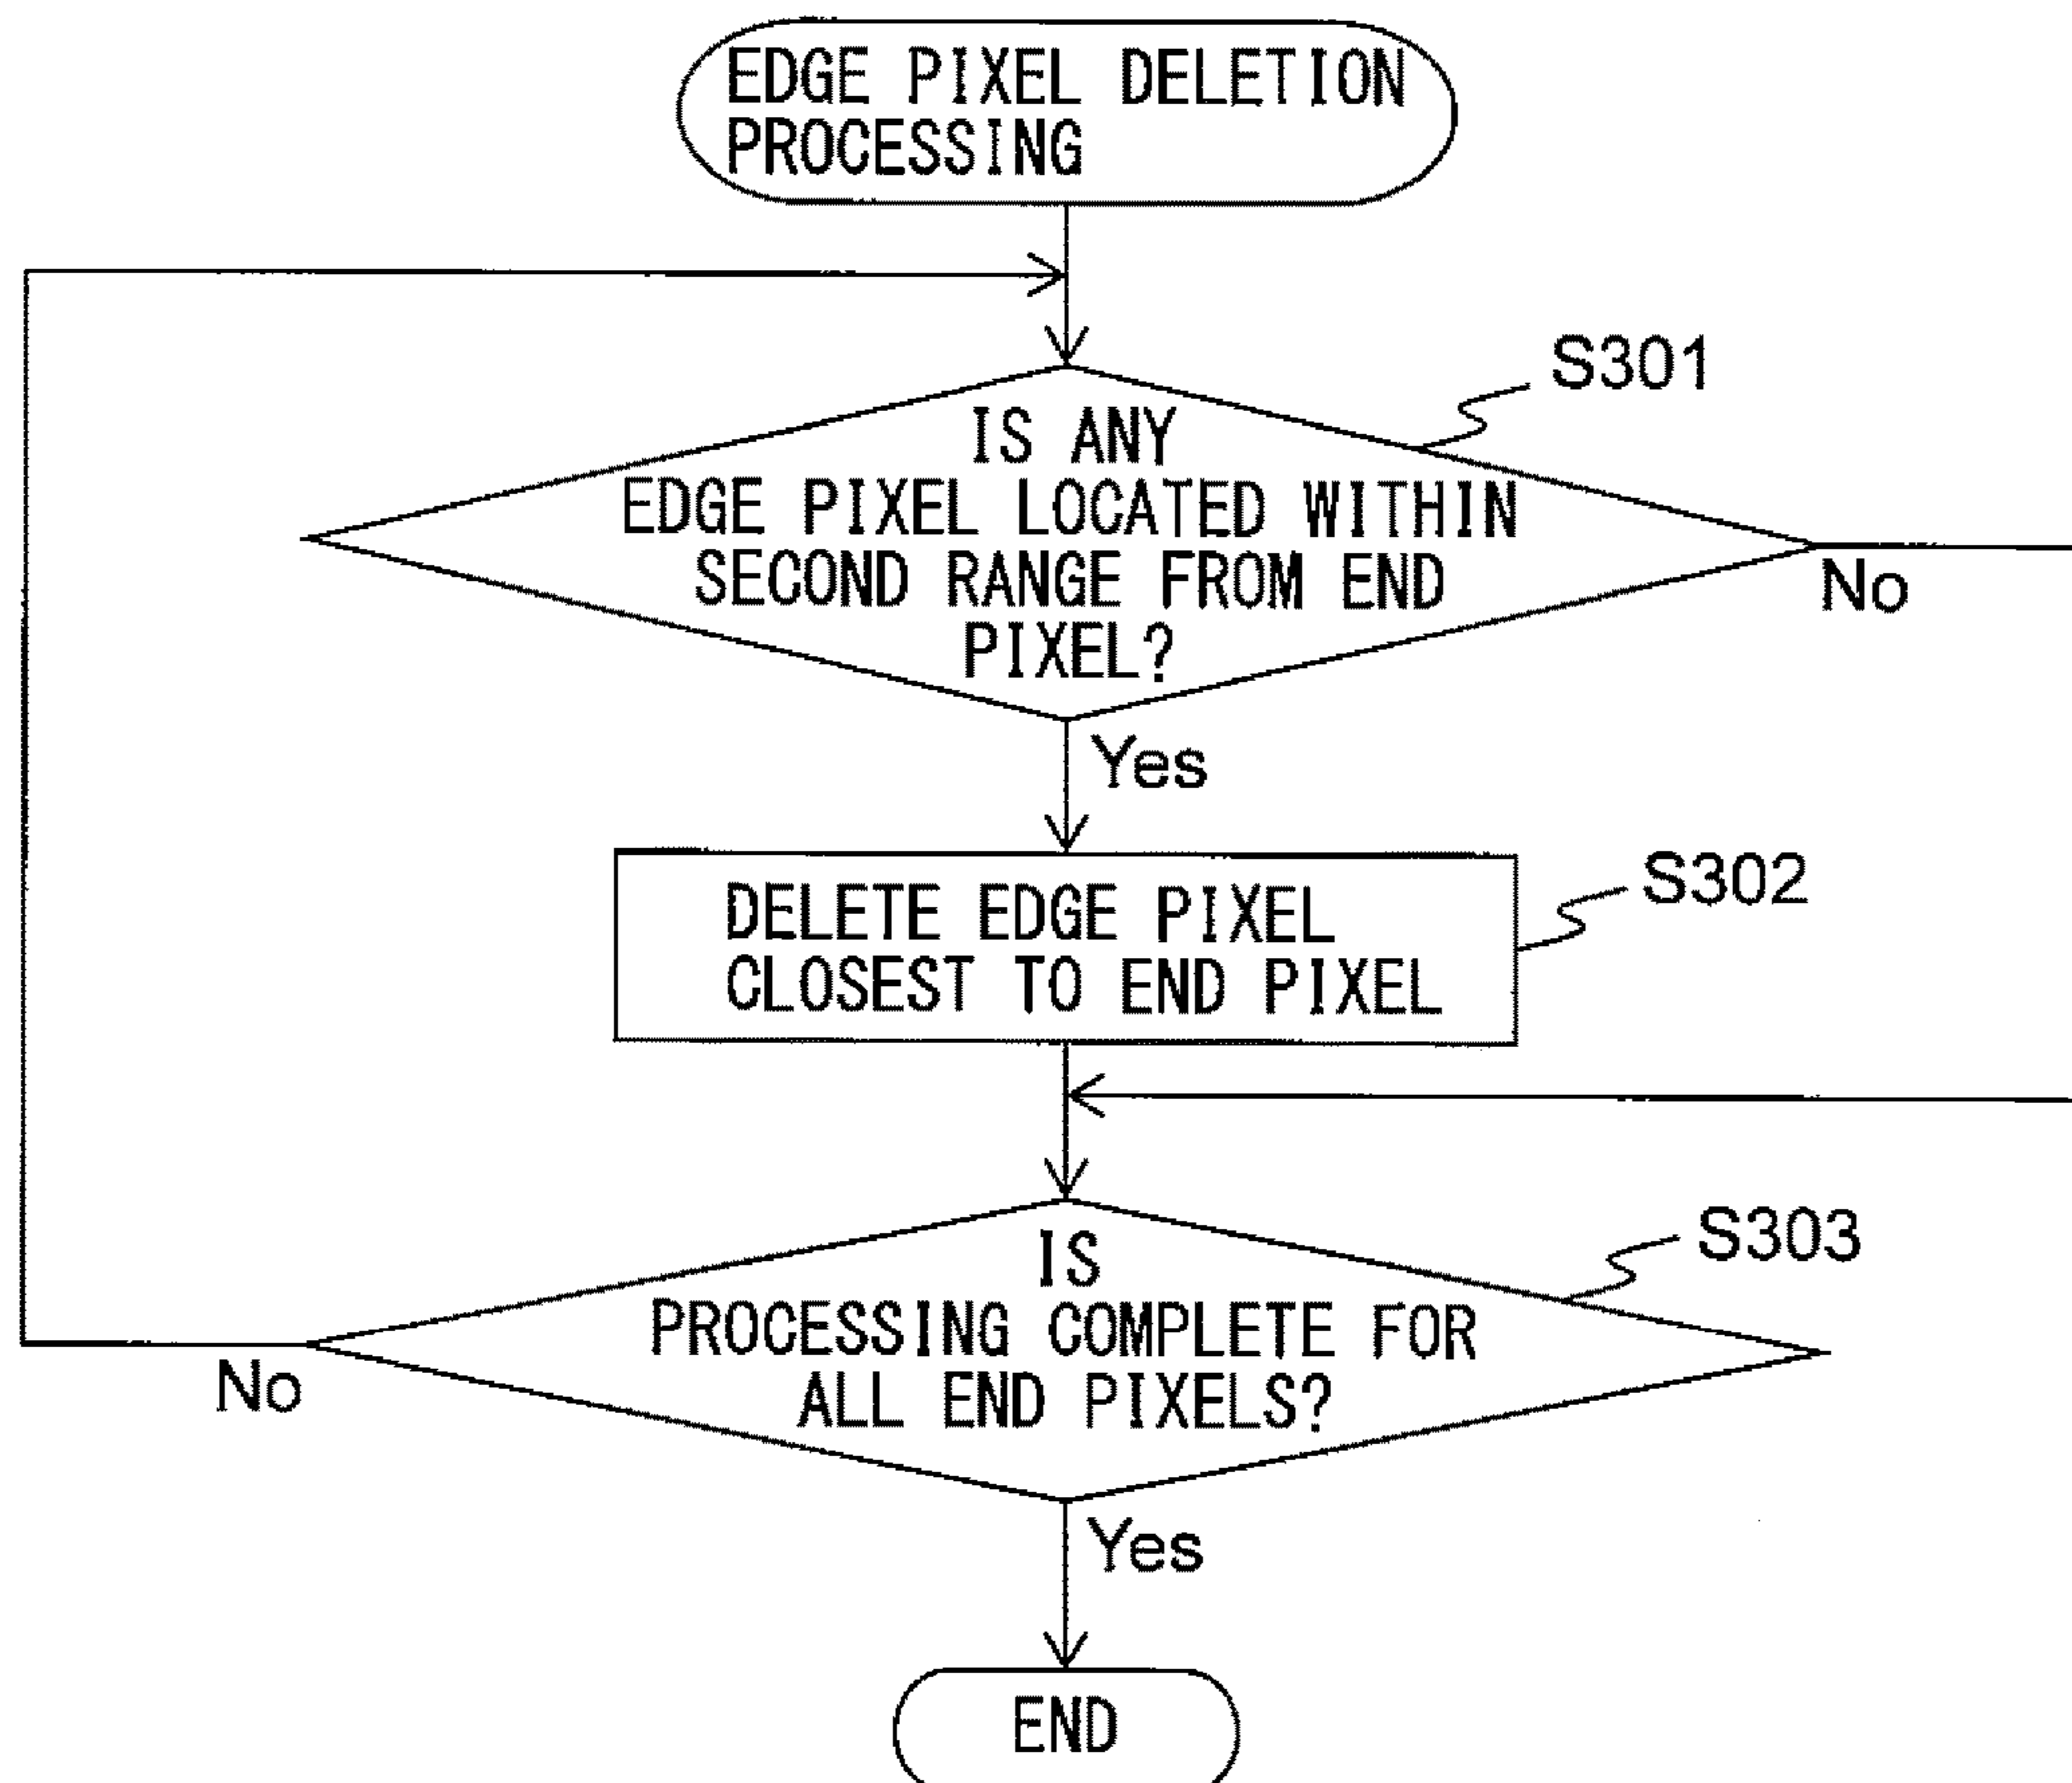 EDGE PIXEL DELETION
PROCESSING
S301
IS ANY
EDGE PIXEL LOCATED WITHIN
SECOND RANGE FROM END
PIXEL?
No
Yes
S302
DELETE EDGE PIXEL
CLOSEST TO END PIXEL
S303
IS
PROCESSING COMPLETE FOR
ALL END PIXELS?
No
Yes
END